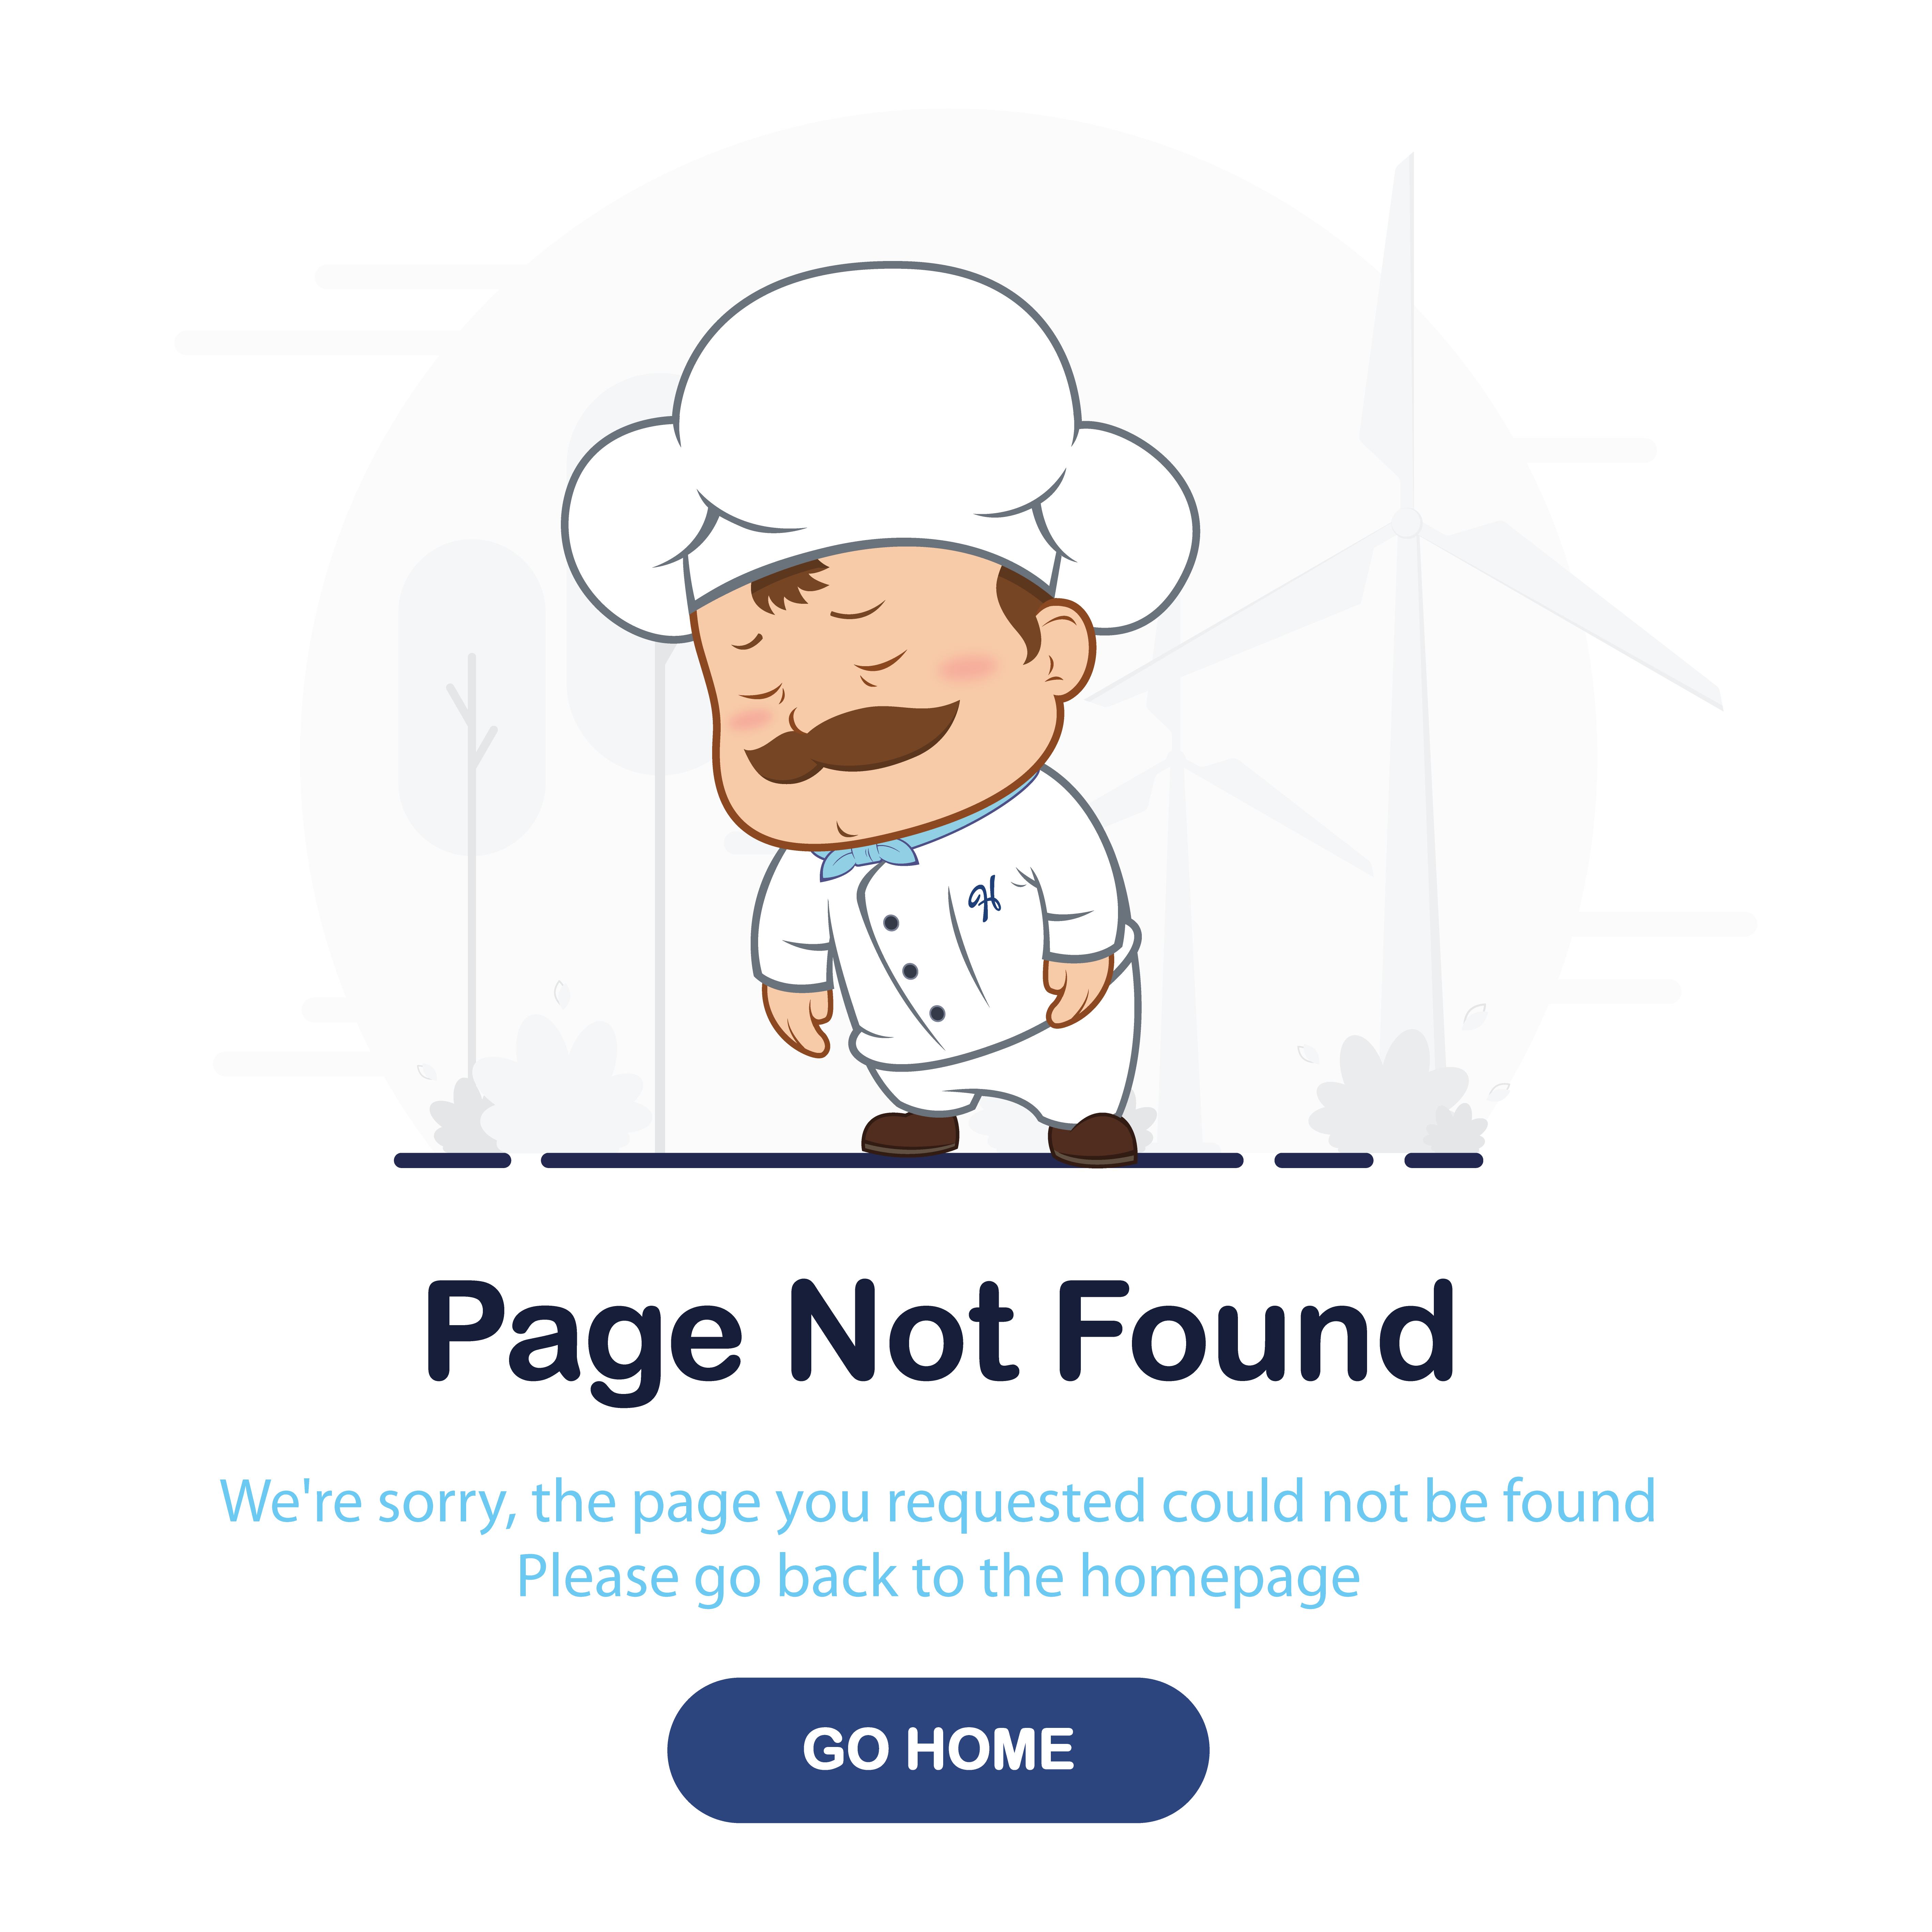 Page Not Found
We're sorry, the page you requested could not be found
Please go back to the homepage
GO HOME